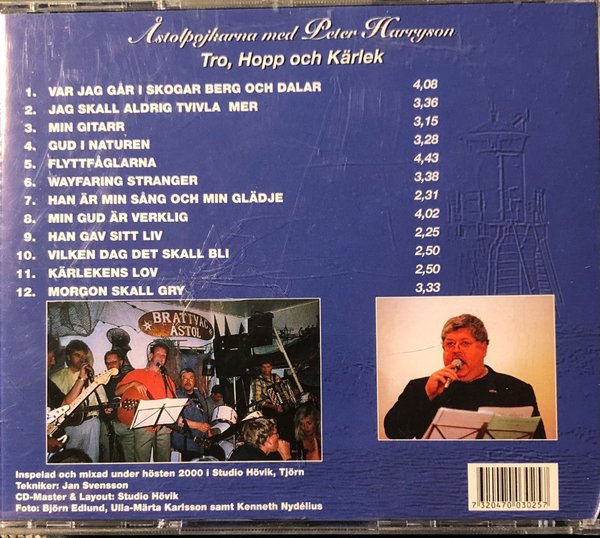 Åstolpojkarna med Peter Harryson
Tro, Hopp och Kärlek
1. VAR JAG GÅR I SKOGAR BERG OCH DALAR 4,08
2. JAG SKALL ALDRIG TVIVLA MER 3,36
3. MIN GITARR 3,15
4. GUD I NATUREN 3,28
5. FLYTTFÅGLARNA 4,43
6. WAYFARING STRANGER 3,38
7. HAN ÄR MIN SÅNG OCH MIN GLÄDJE 2,31
8. MIN GUD ÄR VERKLIG 4,02
9. HAN GAV SITT LIV 2,25
10. VILKEN DAG DET SKALL BLI 2,50
11. KÄRLEKENS LOV 2,50
12. MORGON SKALL GRY 3,33
BRATTVÅG
ÅSTOL
Inspelad och mixad under hösten 2000 i Studio Hövik, Tjörn
Tekniker: Jan Svensson
CD-Master & Layout: Studio Hövik
Foto: Björn Edlund, Ulla-Märta Karlsson samt Kenneth Nydélius
7 320470 030257